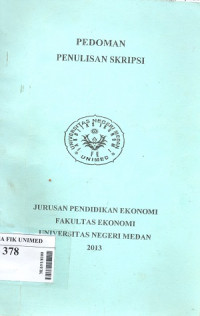 PEDOMAN
PENULISAN SKRIPSI
UNIVERSITAS NEGERI MEDAN
UNIMED
JURUSAN PENDIDIKAN EKONOMI
FAKULTAS EKONOMI
UNIVERSITAS NEGERI MEDAN
2013
A FIK UNIMED
378